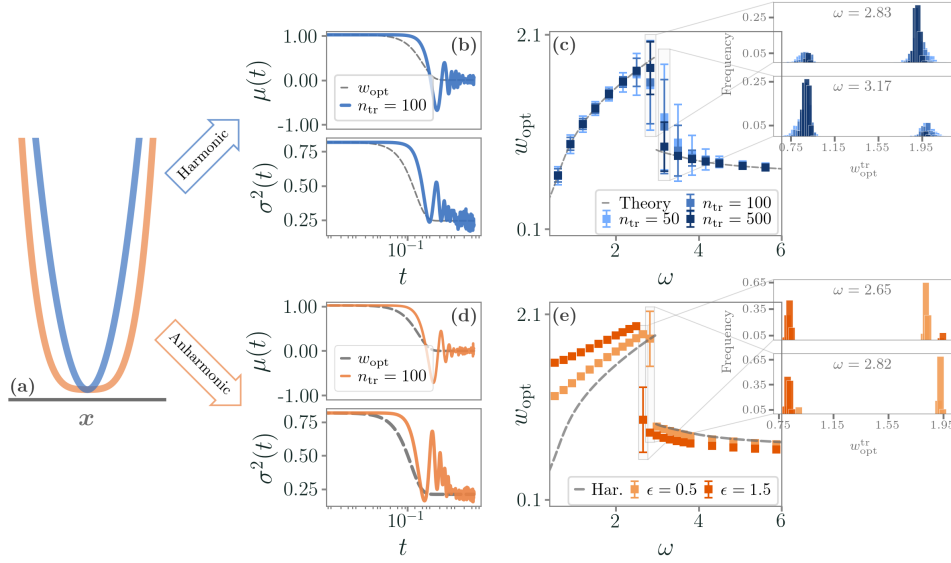 (a)
x
Harmonic
Anharmonic
(b)
μ(t)
1.00
0.00
-1.00
w_opt
n_tr = 100
σ²(t)
0.75
0.50
0.25
10⁻¹
t
(c)
w_opt
2.1
0.1
Theory
n_tr = 50
n_tr = 100
n_tr = 500
2
4
6
ω
Frequency
ω = 2.83
0.25
0.05
ω = 3.17
0.25
0.05
0.75
1.15
1.55
1.95
w_opt^tr
(d)
μ(t)
1.00
0.00
-1.00
w_opt
n_tr = 100
σ²(t)
0.75
0.50
0.25
10⁻¹
t
(e)
w_opt
2.1
0.1
Har.
ϵ = 0.5
ϵ = 1.5
2
4
6
ω
Frequency
ω = 2.65
0.65
0.45
0.25
0.05
ω = 2.82
0.65
0.45
0.25
0.05
0.75
1.15
1.55
1.95
w_opt^tr